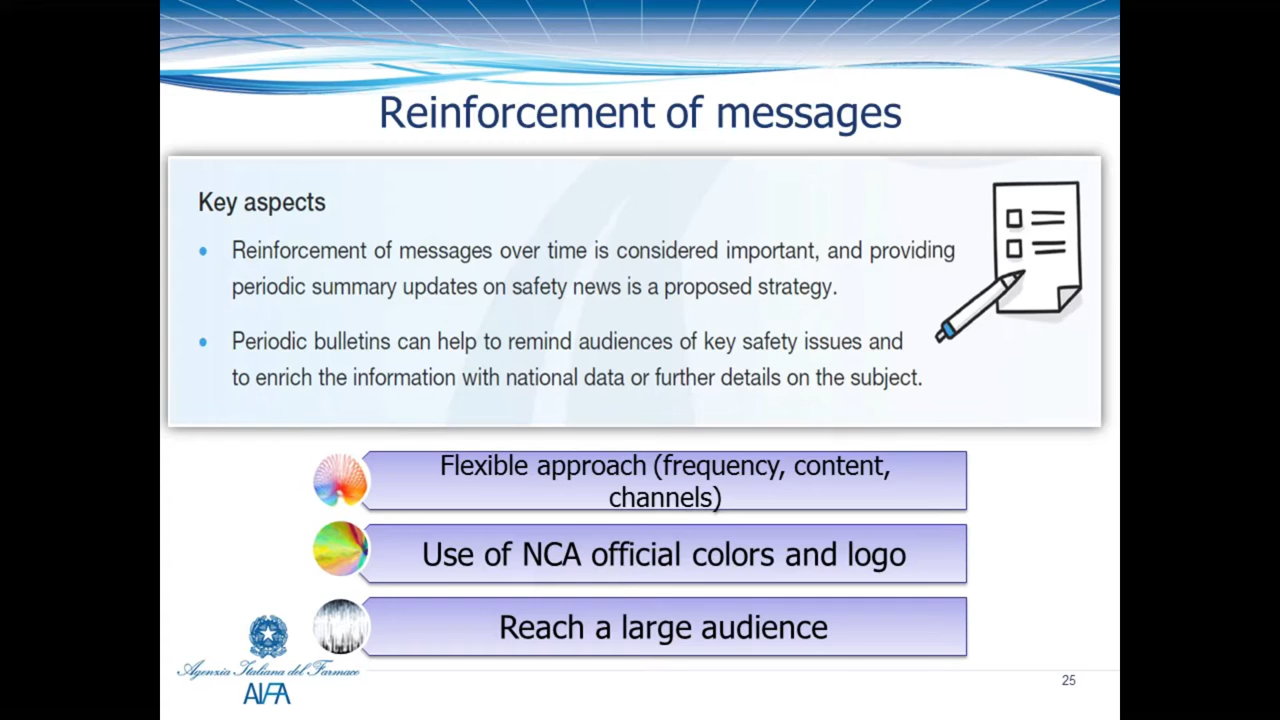 Reinforcement of messages
Key aspects
• Reinforcement of messages over time is considered important, and providing
periodic summary updates on safety news is a proposed strategy.
• Periodic bulletins can help to remind audiences of key safety issues and
to enrich the information with national data or further details on the subject.
Flexible approach (frequency, content,
channels)
Use of NCA official colors and logo
Reach a large audience
Agenzia Italiana del Farmaco
AIFA
25